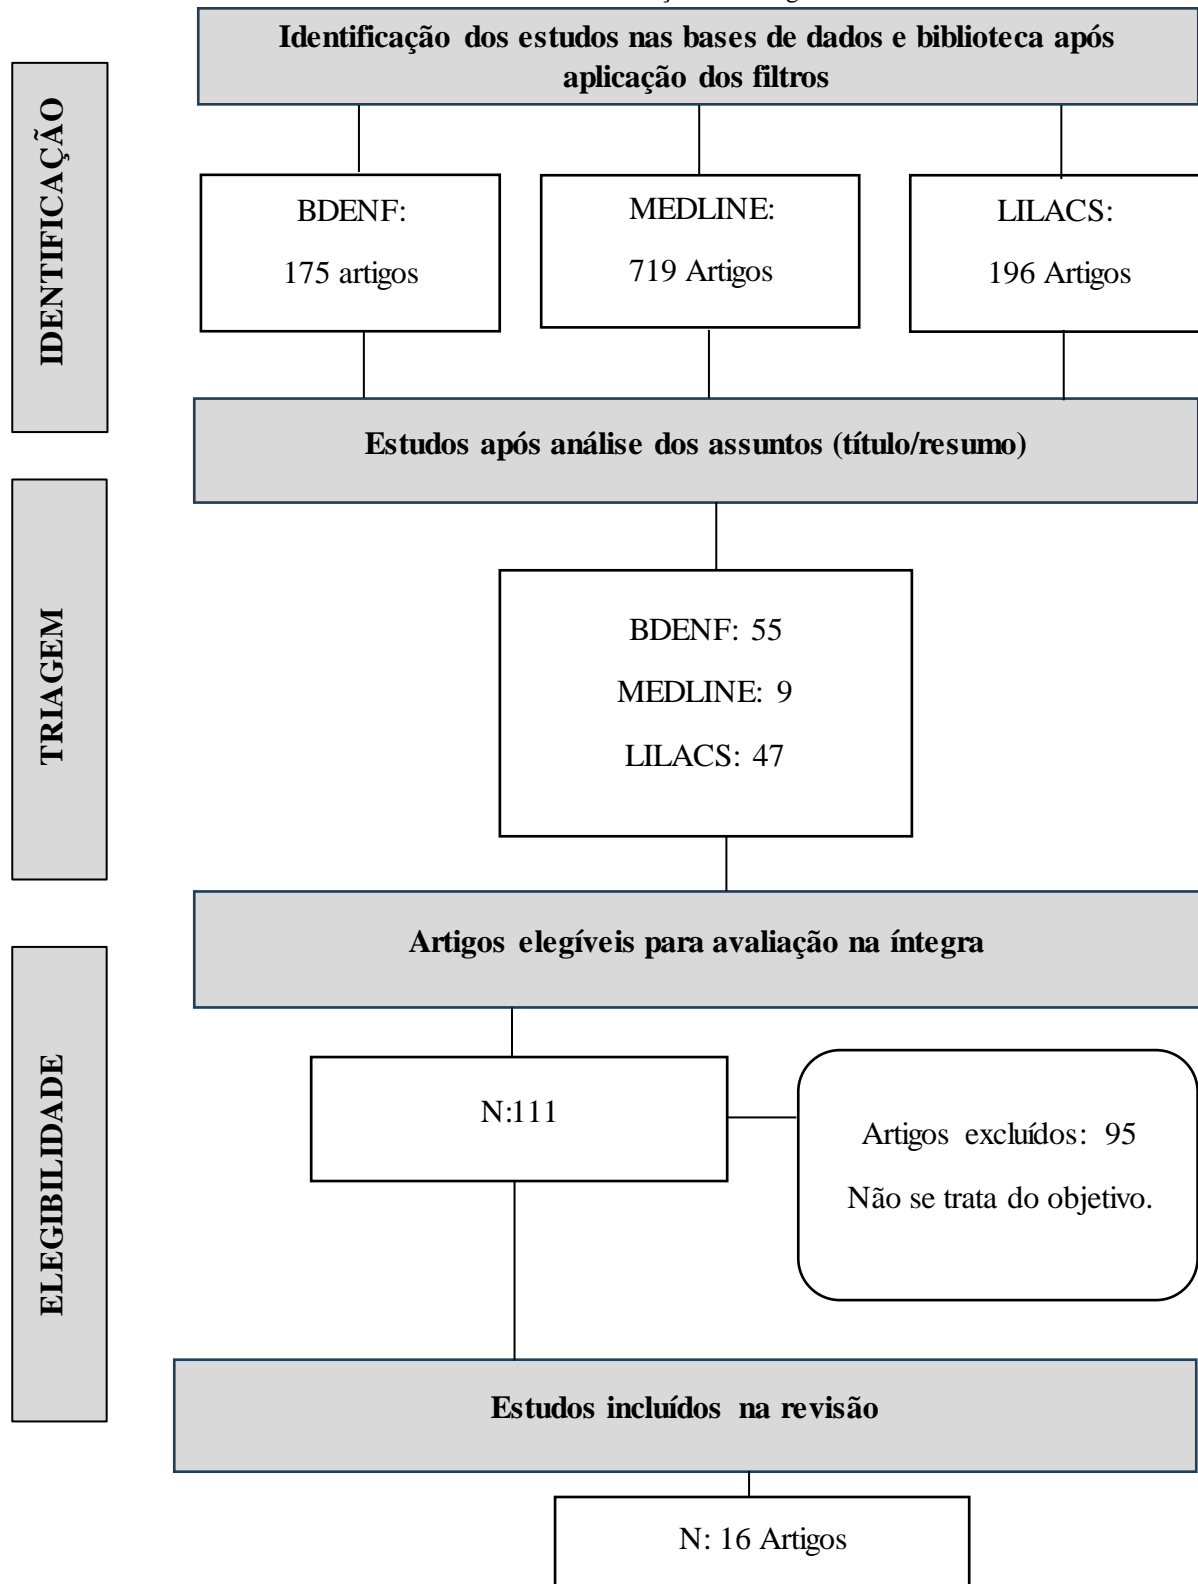 Identificação dos estudos nas bases de dados e biblioteca após
aplicação dos filtros
IDENTIFICAÇÃO
BDENF:
175 artigos
MEDLINE:
719 Artigos
LILACS:
196 Artigos
Estudos após análise dos assuntos (título/resumo)
TRIAGEM
BDENF: 55
MEDLINE: 9
LILACS: 47
Artigos elegíveis para avaliação na íntegra
ELEGIBILIDADE
N:111
Artigos excluídos: 95
Não se trata do objetivo.
Estudos incluídos na revisão
N: 16 Artigos